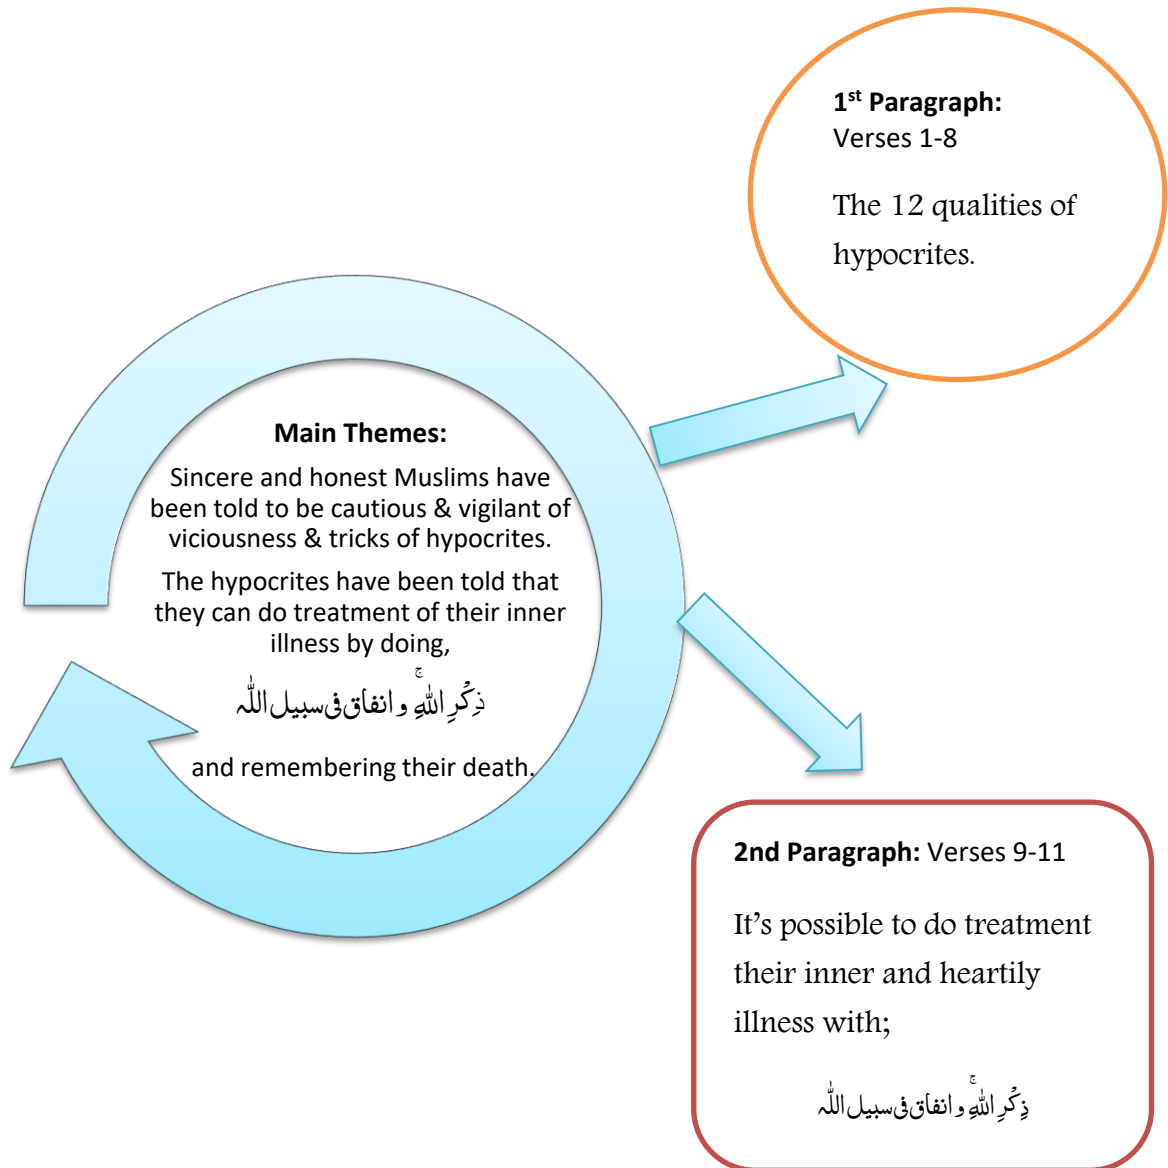 1st Paragraph:
Verses 1-8
The 12 qualities of
hypocrites.
Main Themes:
Sincere and honest Muslims have
been told to be cautious & vigilant of
viciousness & tricks of hypocrites.
The hypocrites have been told that
they can do treatment of their inner
illness by doing,
ذِكْرِ اللّٰهِۚ و انفاق فی سبیل اللّٰہ
and remembering their death.
2nd Paragraph: Verses 9-11
It’s possible to do treatment
their inner and heartily
illness with;
ذِكْرِ اللّٰهِۚ و انفاق فی سبیل اللّٰہ